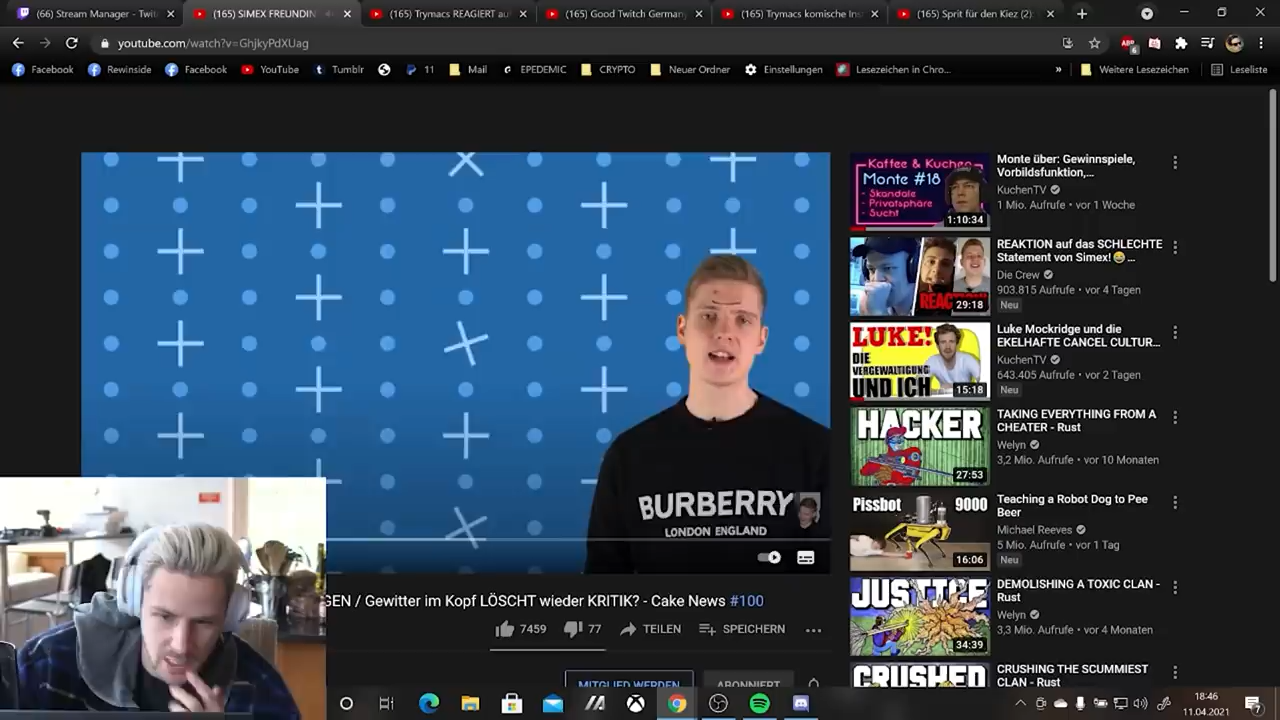 (66) Stream Manager - Twit
(165) SIMEX FREUNDIN
(165) Trymacs REAGIERT auf
(165) Good Twitch German
(165) Trymacs komische Ins
(165) Sprit für den Kiez (2):
youtube.com/watch?v=GhjkyPdXUag
ABP
6
Facebook
Rewinside
Facebook
YouTube
Tumblr
11
Mail
EPEDEMIC
CRYPTO
Neuer Ordner
Einstellungen
Lesezeichen in Chro...
»
Weitere Lesezeichen
Leseliste
Kaffee & Kuchen
Monte #18
- Skandale
- Privatsphäre
- Sucht
1:10:34
Monte über: Gewinnspiele,
Vorbildsfunktion,...
KuchenTV
1 Mio. Aufrufe • vor 1 Woche
REAKTION auf das SCHLECHTE
Statement von Simex! 😂 ...
Die Crew
903.815 Aufrufe • vor 4 Tagen
Neu
29:18
LUKE!
DIE
VERGEWALTIGUNG
UND ICH
15:18
Luke Mockridge und die
EKELHAFTE CANCEL CULTUR...
KuchenTV
643.405 Aufrufe • vor 2 Tagen
Neu
HACKER
27:53
TAKING EVERYTHING FROM A
CHEATER - Rust
Welyn
3,2 Mio. Aufrufe • vor 10 Monaten
Pissbot 9000
16:06
Teaching a Robot Dog to Pee
Beer
Michael Reeves
5 Mio. Aufrufe • vor 1 Tag
Neu
JUSTICE
34:39
DEMOLISHING A TOXIC CLAN -
Rust
Welyn
3,3 Mio. Aufrufe • vor 4 Monaten
CRUSHED
CRUSHING THE SCUMMIEST
CLAN - Rust
BURBERRY
LONDON ENGLAND
GEN / Gewitter im Kopf LÖSCHT wieder KRITIK? - Cake News #100
7459
77
TEILEN
SPEICHERN
MITGLIED WERDEN
ABONNIERT
18:46
11.04.2021
7